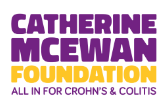 CATHERINE
MCEWAN
FOUNDATION
ALL IN FOR CROHN'S & COLITIS